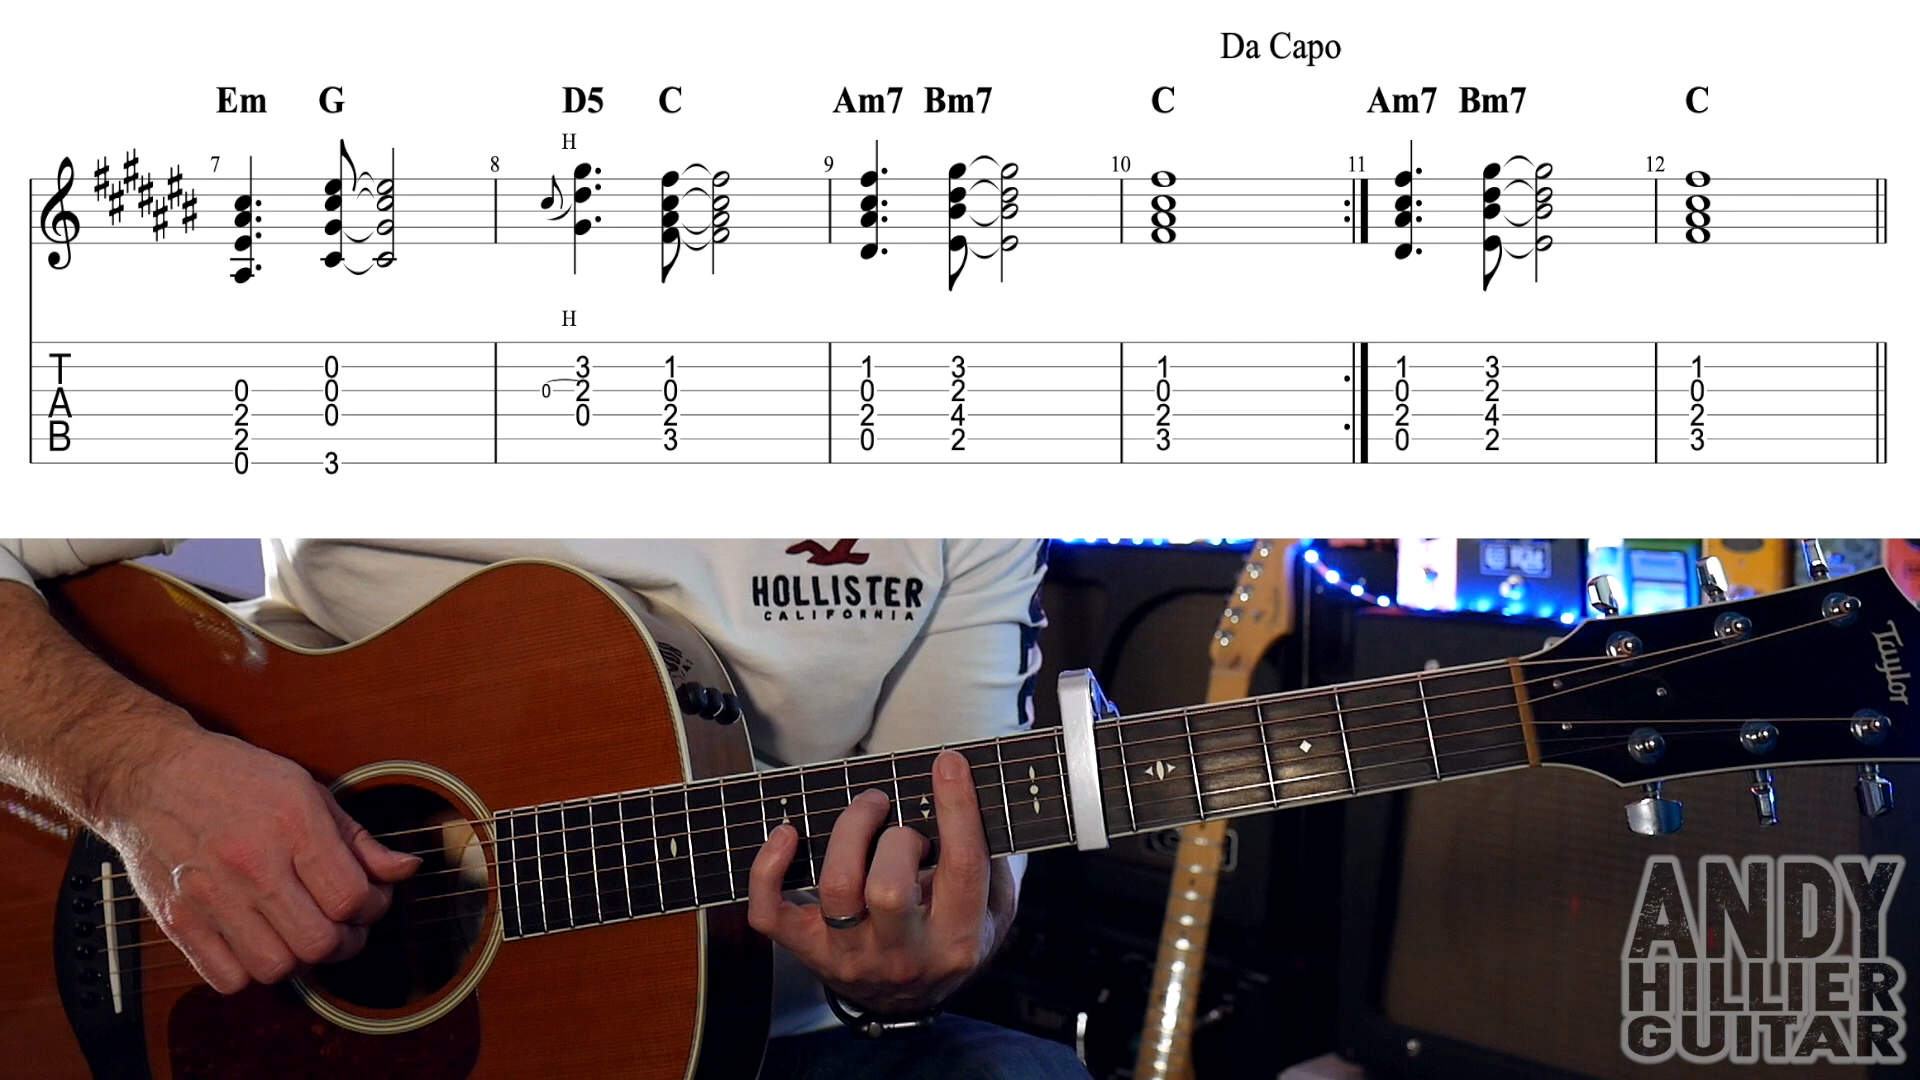 Da Capo
Em G D5 C Am7 Bm7 C Am7 Bm7 C
H
7 8 9 10 11 12
H
T 0 3 1 1 3 1 1 3 1
0 0 0 2 0 0 2 0 0 2 0
A 2 0 0 2 2 4 2 2 4 2
B 2 3 0 2 3 0 2 3
0 3
HOLLISTER
CALIFORNIA
Taylor
ANDY
HILLIER
GUITAR